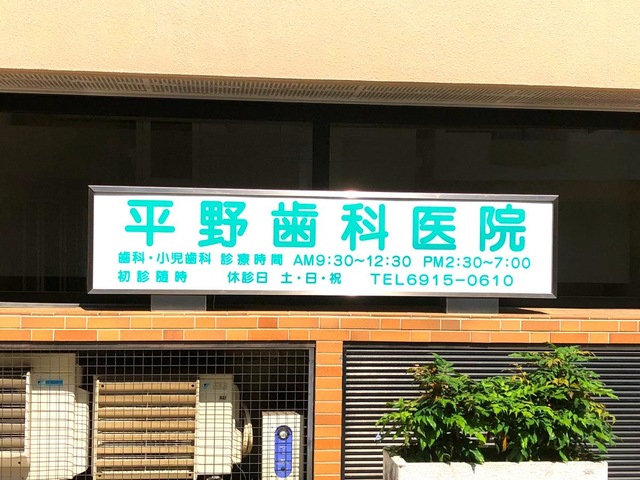 平野歯科医院
歯科・小児歯科 診療時間 AM9:30～12:30 PM2:30～7:00
初診随時 休診日 土・日・祝 TEL6915-0610